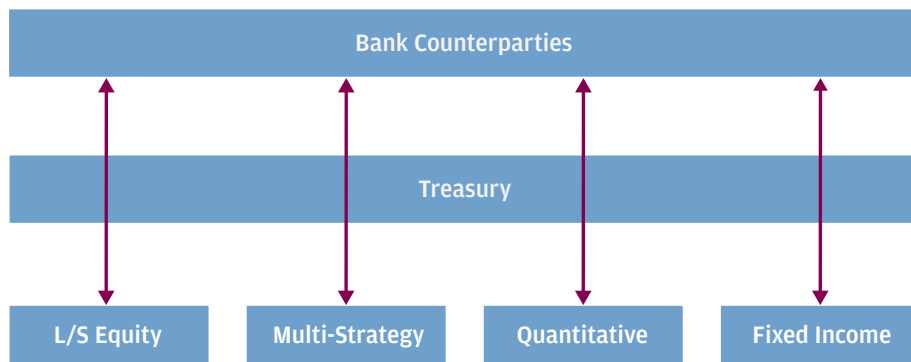 Bank Counterparties
Treasury
L/S Equity
Multi-Strategy
Quantitative
Fixed Income